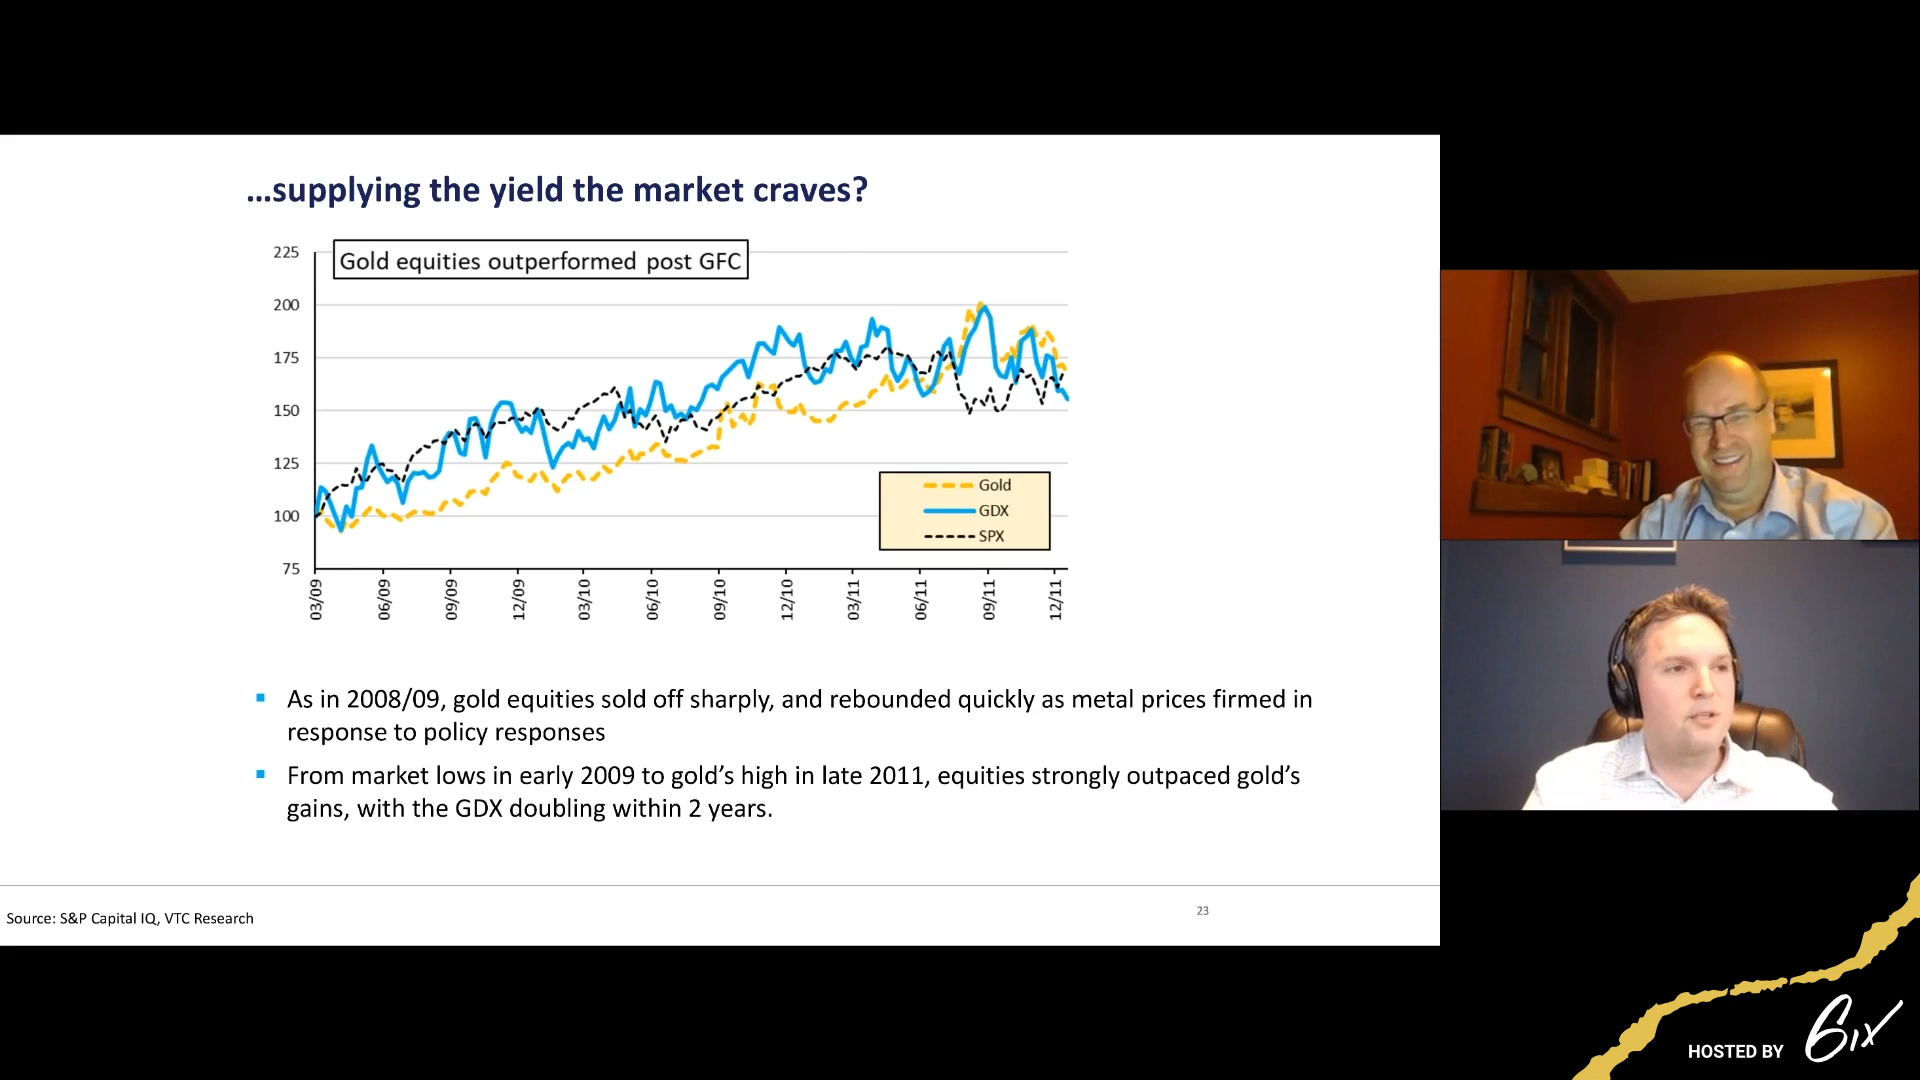 …supplying the yield the market craves?
Gold equities outperformed post GFC
225
200
175
150
125
100
75
03/09
06/09
09/09
12/09
03/10
06/10
09/10
12/10
03/11
06/11
09/11
12/11
Gold
GDX
SPX
As in 2008/09, gold equities sold off sharply, and rebounded quickly as metal prices firmed in
response to policy responses
From market lows in early 2009 to gold’s high in late 2011, equities strongly outpaced gold’s
gains, with the GDX doubling within 2 years.
Source: S&P Capital IQ, VTC Research
23
HOSTED BY 6ix